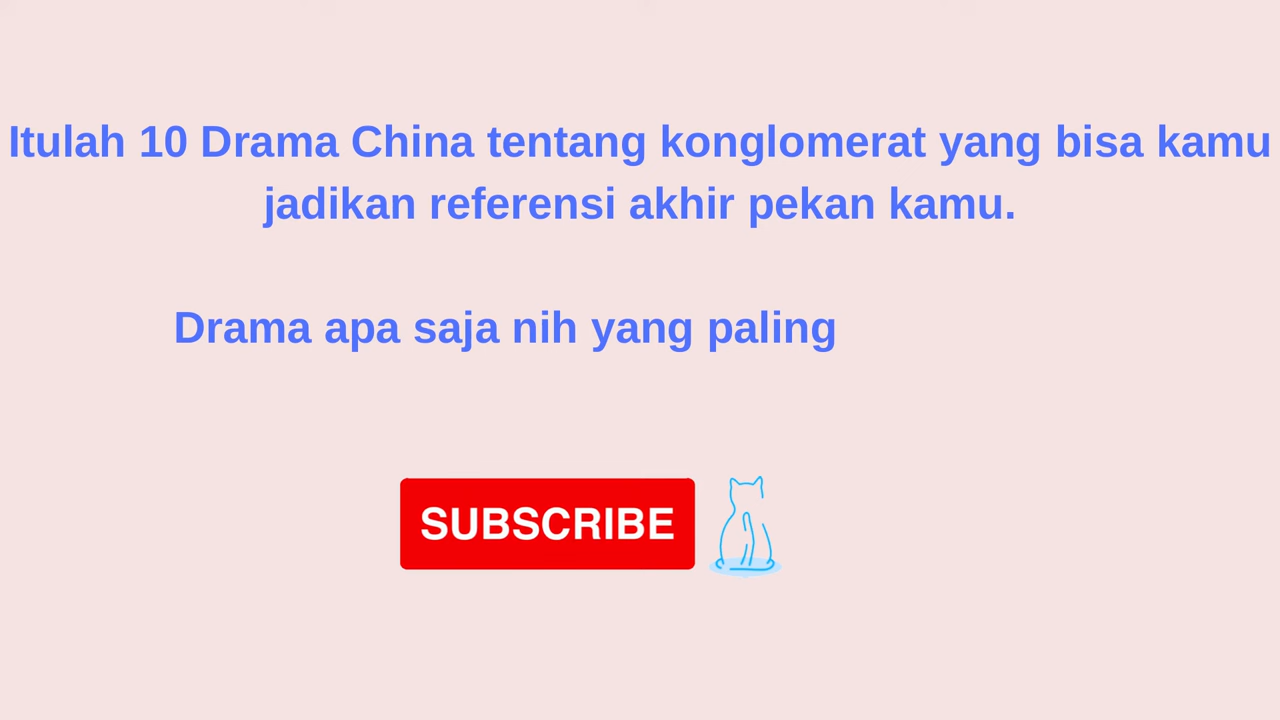 Itulah 10 Drama China tentang konglomerat yang bisa kamu
jadikan referensi akhir pekan kamu.
Drama apa saja nih yang paling
SUBSCRIBE